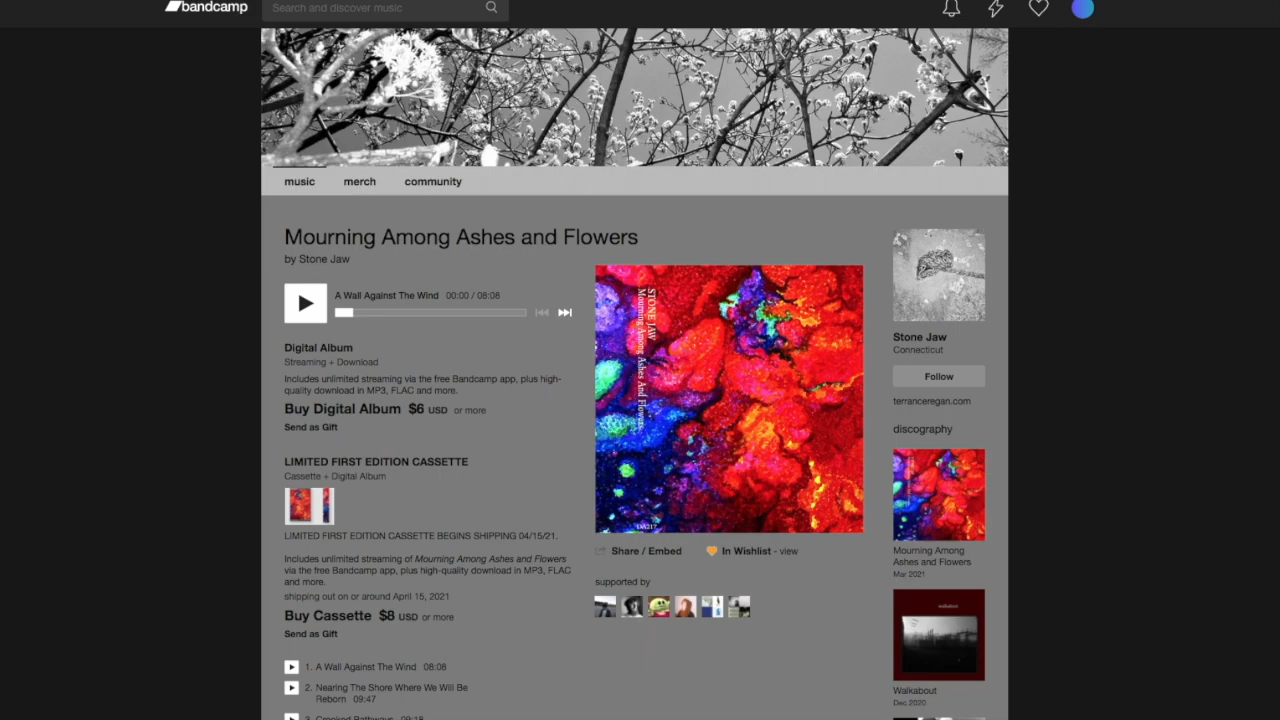 bandcamp
Search and discover music
music merch community
Mourning Among Ashes and Flowers
by Stone Jaw
A Wall Against The Wind 00:00 / 08:08
Digital Album
Streaming + Download
Includes unlimited streaming via the free Bandcamp app, plus high-
quality download in MP3, FLAC and more.
Buy Digital Album $6 USD or more
Send as Gift
LIMITED FIRST EDITION CASSETTE
Cassette + Digital Album
LIMITED FIRST EDITION CASSETTE BEGINS SHIPPING 04/15/21.
Includes unlimited streaming of Mourning Among Ashes and Flowers
via the free Bandcamp app, plus high-quality download in MP3, FLAC
and more.
shipping out on or around April 15, 2021
Buy Cassette $8 USD or more
Send as Gift
1. A Wall Against The Wind 08:08
2. Nearing The Shore Where We Will Be
Reborn 09:47
3. Crooked Pathways 09:18
STONE JAW
Mourning Among Ashes And Flowers
DA217
Share / Embed In Wishlist - view
supported by
Stone Jaw
Connecticut
Follow
terranceregan.com
discography
Mourning Among
Ashes and Flowers
Mar 2021
walkabout
Walkabout
Dec 2020